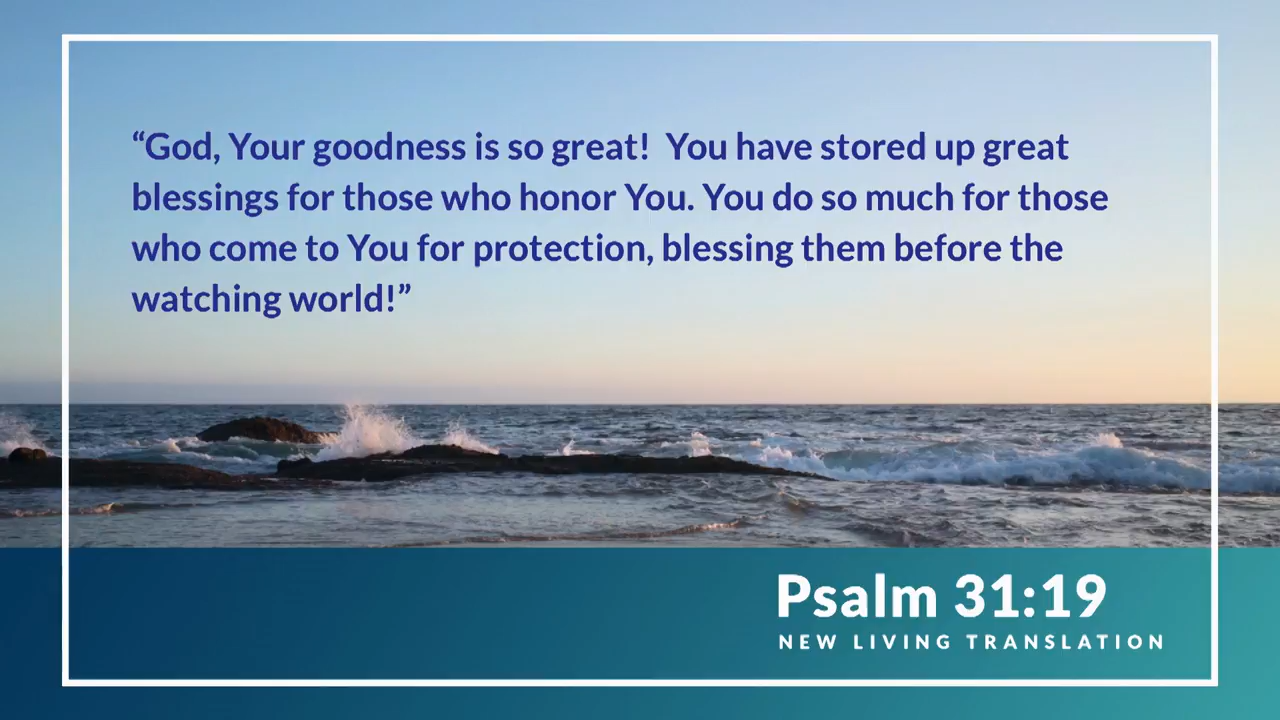 “God, Your goodness is so great!  You have stored up great
blessings for those who honor You. You do so much for those
who come to You for protection, blessing them before the
watching world!”
Psalm 31:19
NEW LIVING TRANSLATION